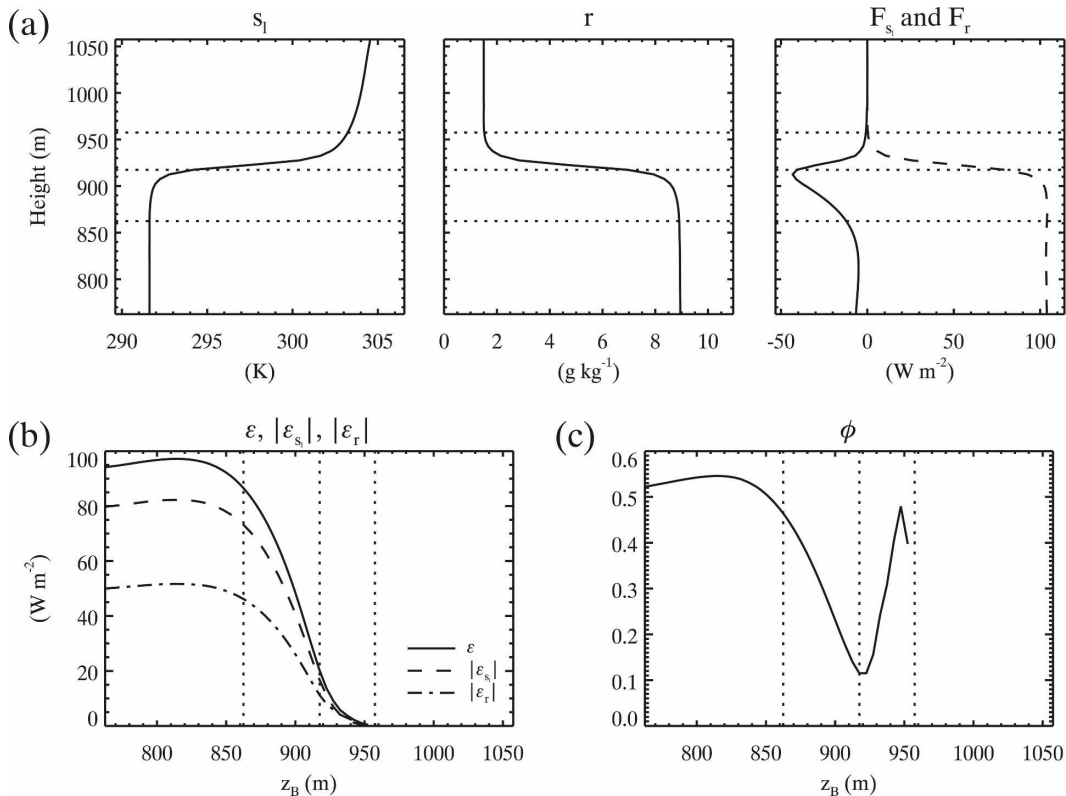 (a)
s_l
r
F_{s_l} and F_r
Height (m)
1050
1000
950
900
850
800
290 295 300 305
(K)
0 2 4 6 8 10
(g kg⁻¹)
-50 0 50 100
(W m⁻²)
(b)
ε, |ε_{s_l}|, |ε_r|
(W m⁻²)
100
80
60
40
20
0
ε
|ε_{s_l}|
|ε_r|
800 850 900 950 1000 1050
z_B (m)
(c)
ϕ
0.6
0.5
0.4
0.3
0.2
0.1
0.0
800 850 900 950 1000 1050
z_B (m)